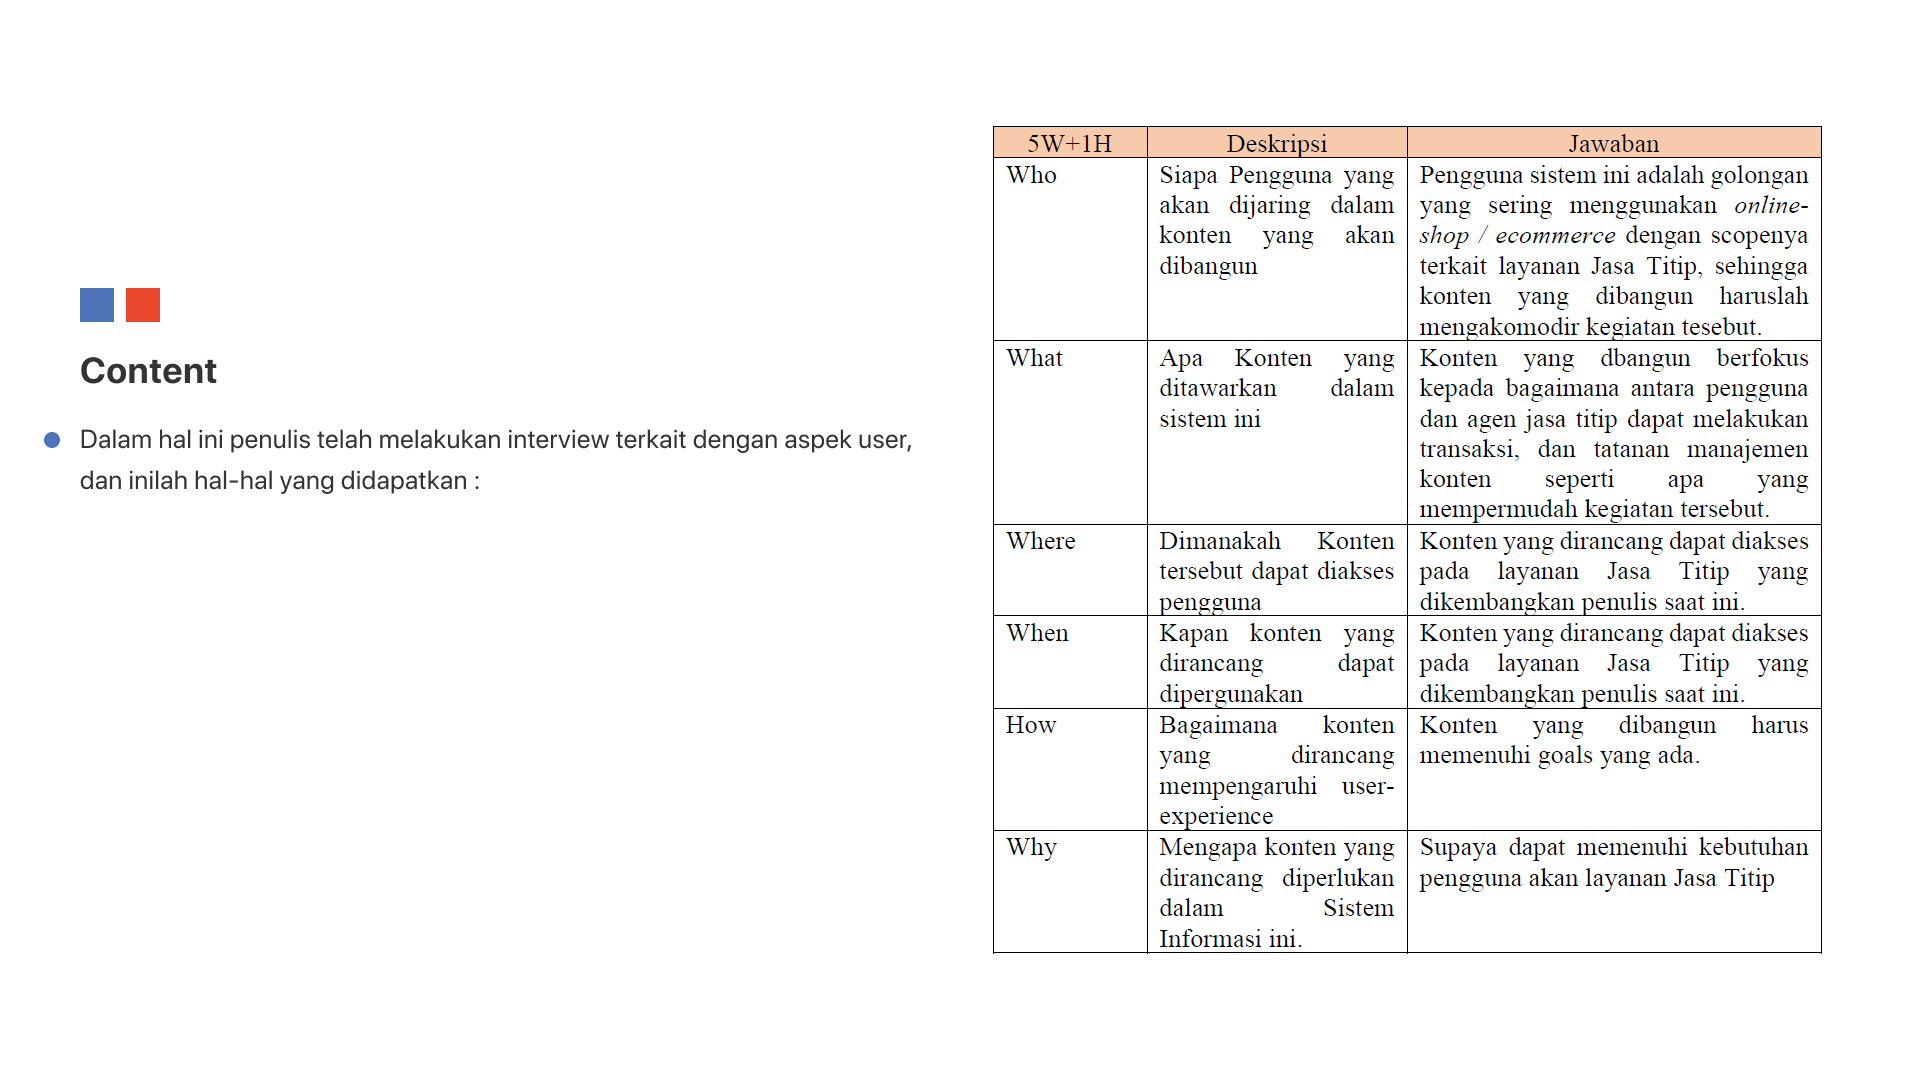 Content
Dalam hal ini penulis telah melakukan interview terkait dengan aspek user,
dan inilah hal-hal yang didapatkan :
5W+1H Deskripsi Jawaban
Who
Siapa Pengguna yang
akan dijaring dalam
konten yang akan
dibangun
Pengguna sistem ini adalah golongan
yang sering menggunakan online-
shop / ecommerce dengan scopenya
terkait layanan Jasa Titip, sehingga
konten yang dibangun haruslah
mengakomodir kegiatan tesebut.
What
Apa Konten yang
ditawarkan dalam
sistem ini
Konten yang dbangun berfokus
kepada bagaimana antara pengguna
dan agen jasa titip dapat melakukan
transaksi, dan tatanan manajemen
konten seperti apa yang
mempermudah kegiatan tersebut.
Where
Dimanakah Konten
tersebut dapat diakses
pengguna
Konten yang dirancang dapat diakses
pada layanan Jasa Titip yang
dikembangkan penulis saat ini.
When
Kapan konten yang
dirancang dapat
dipergunakan
Konten yang dirancang dapat diakses
pada layanan Jasa Titip yang
dikembangkan penulis saat ini.
How
Bagaimana konten
yang dirancang
mempengaruhi user-
experience
Konten yang dibangun harus
memenuhi goals yang ada.
Why
Mengapa konten yang
dirancang diperlukan
dalam Sistem
Informasi ini.
Supaya dapat memenuhi kebutuhan
pengguna akan layanan Jasa Titip